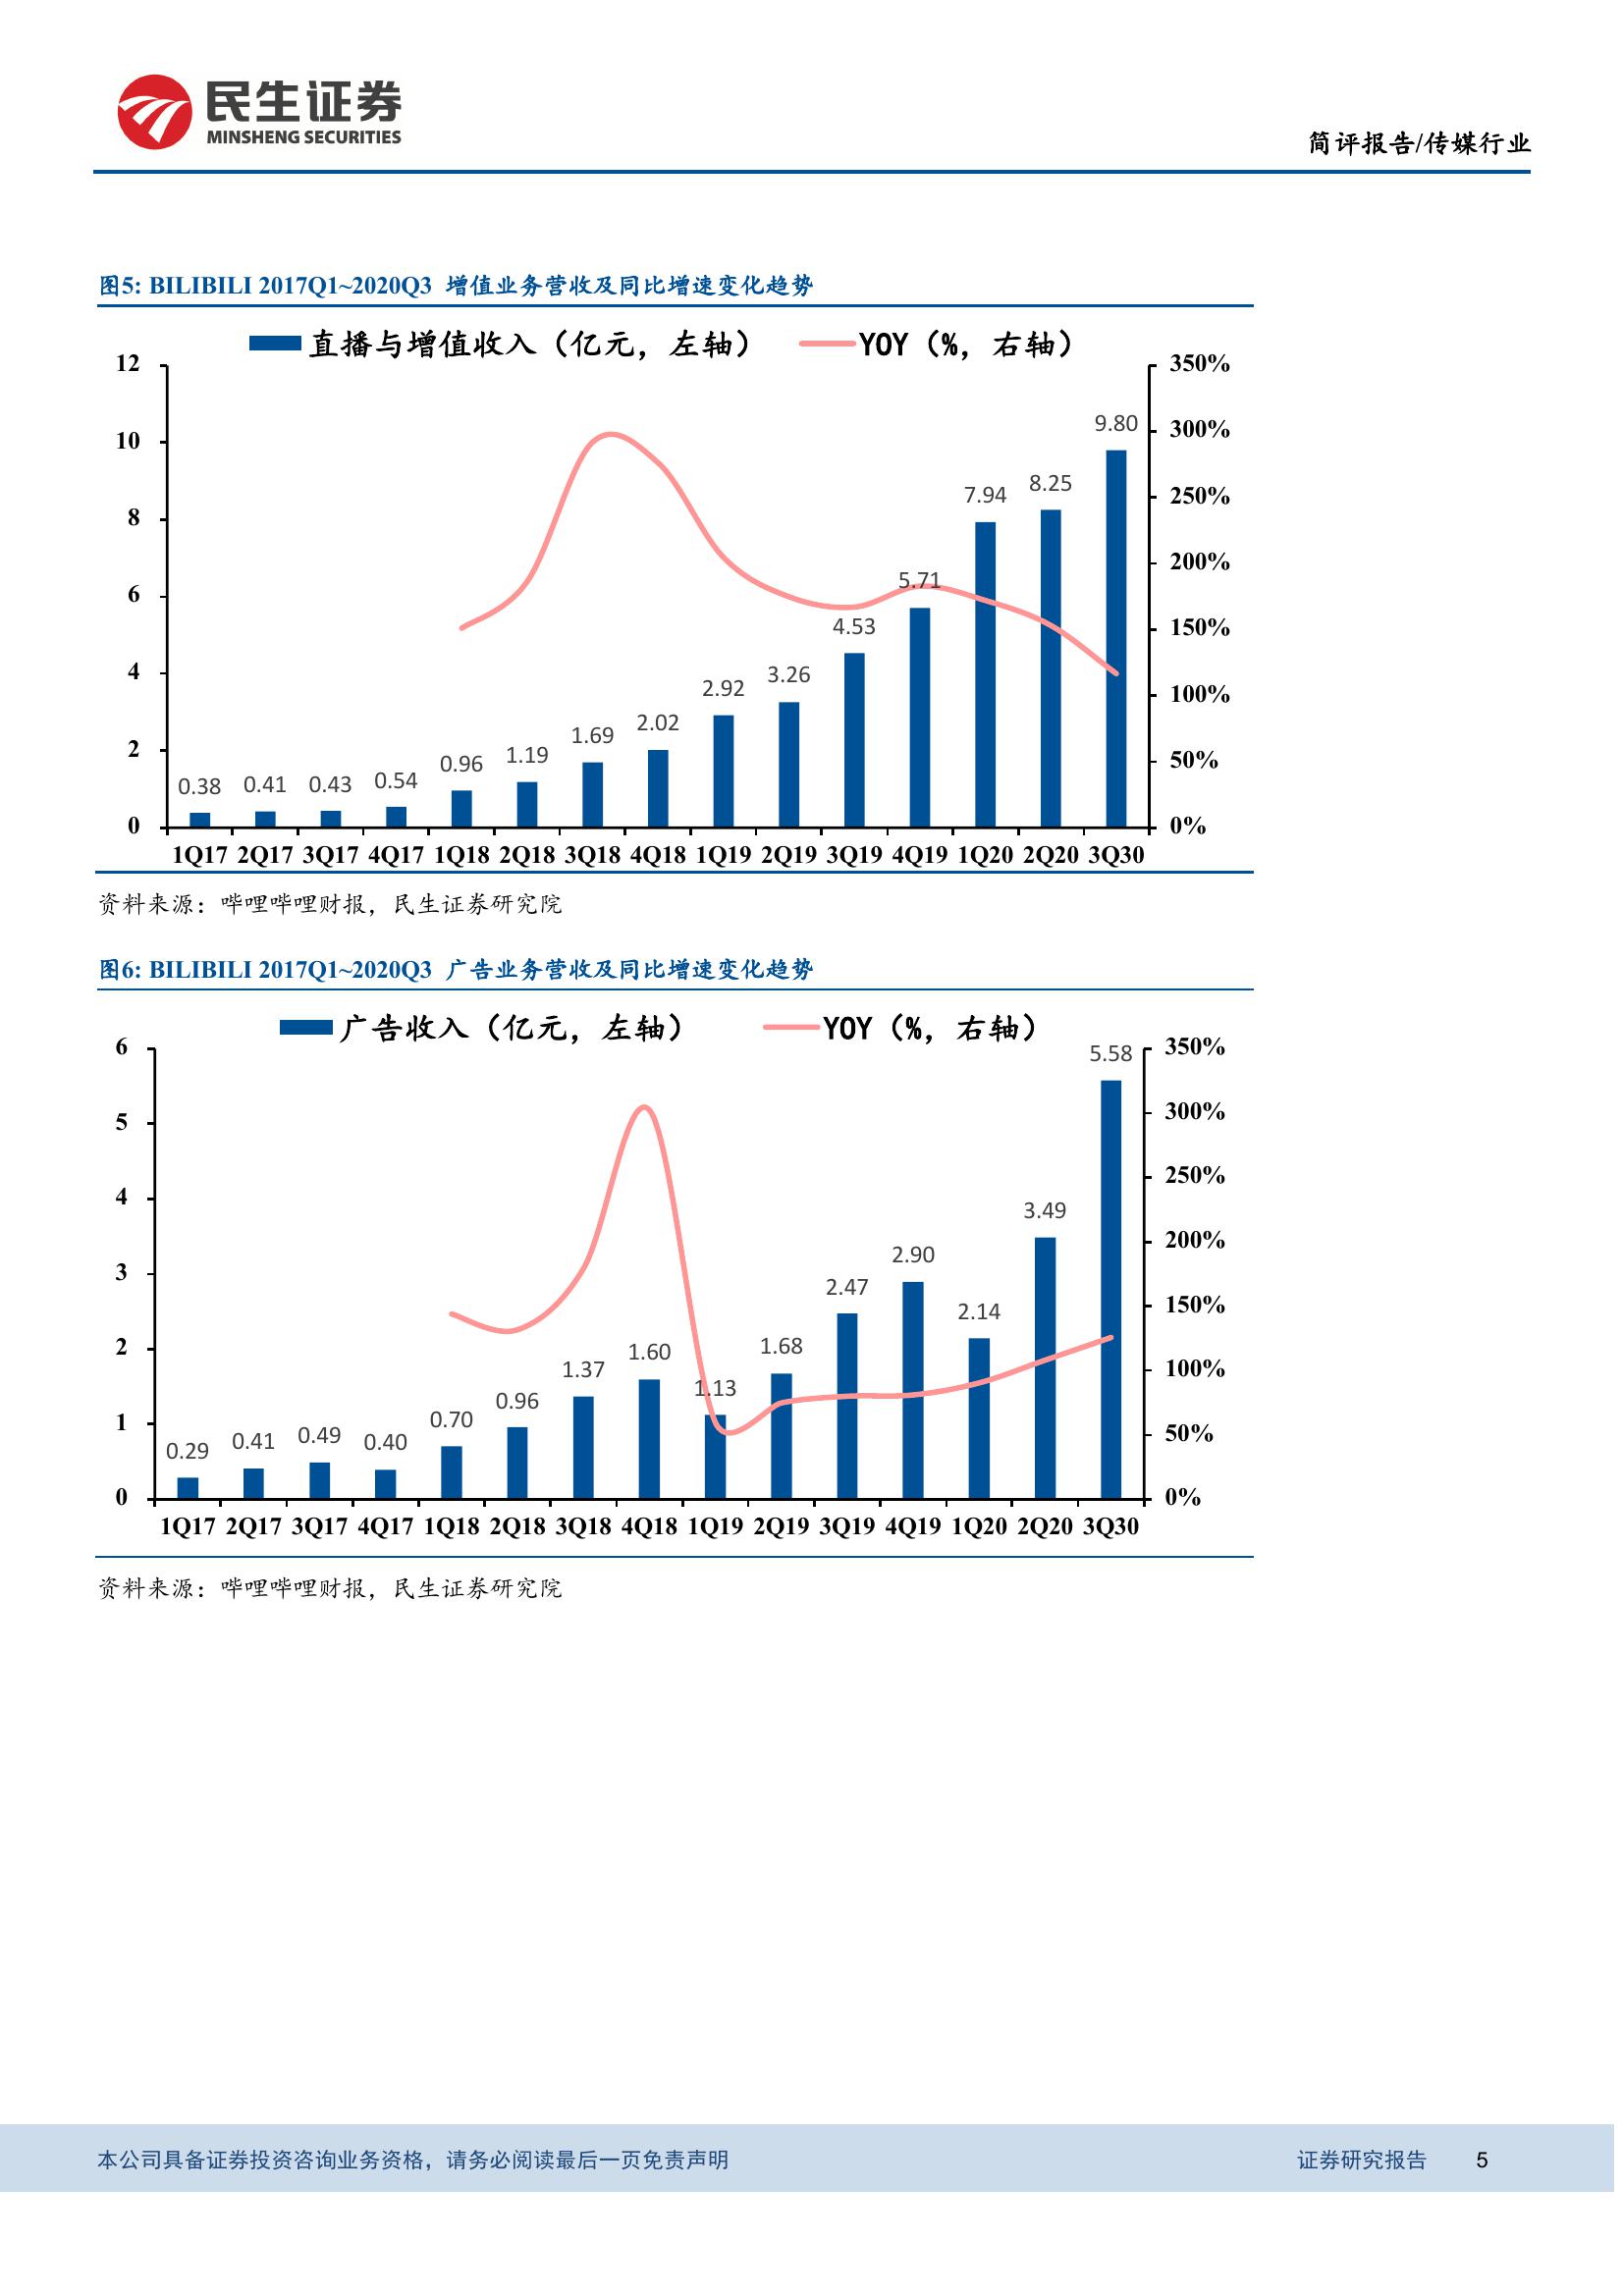 民生证券
MINSHENG SECURITIES
简评报告/传媒行业
图5: BILIBILI 2017Q1~2020Q3 增值业务营收及同比增速变化趋势
直播与增值收入（亿元，左轴） YOY（%，右轴）
12
10
8
6
4
2
0
350%
300%
250%
200%
150%
100%
50%
0%
0.38 0.41 0.43 0.54 0.96 1.19 1.69 2.02 2.92 3.26 4.53 5.71 7.94 8.25 9.80
1Q17 2Q17 3Q17 4Q17 1Q18 2Q18 3Q18 4Q18 1Q19 2Q19 3Q19 4Q19 1Q20 2Q20 3Q30
资料来源：哔哩哔哩财报，民生证券研究院
图6: BILIBILI 2017Q1~2020Q3 广告业务营收及同比增速变化趋势
广告收入（亿元，左轴） YOY（%，右轴）
6
5
4
3
2
1
0
350%
300%
250%
200%
150%
100%
50%
0%
0.29 0.41 0.49 0.40 0.70 0.96 1.37 1.60 1.13 1.68 2.47 2.90 2.14 3.49 5.58
1Q17 2Q17 3Q17 4Q17 1Q18 2Q18 3Q18 4Q18 1Q19 2Q19 3Q19 4Q19 1Q20 2Q20 3Q30
资料来源：哔哩哔哩财报，民生证券研究院
本公司具备证券投资咨询业务资格，请务必阅读最后一页免责声明 证券研究报告 5